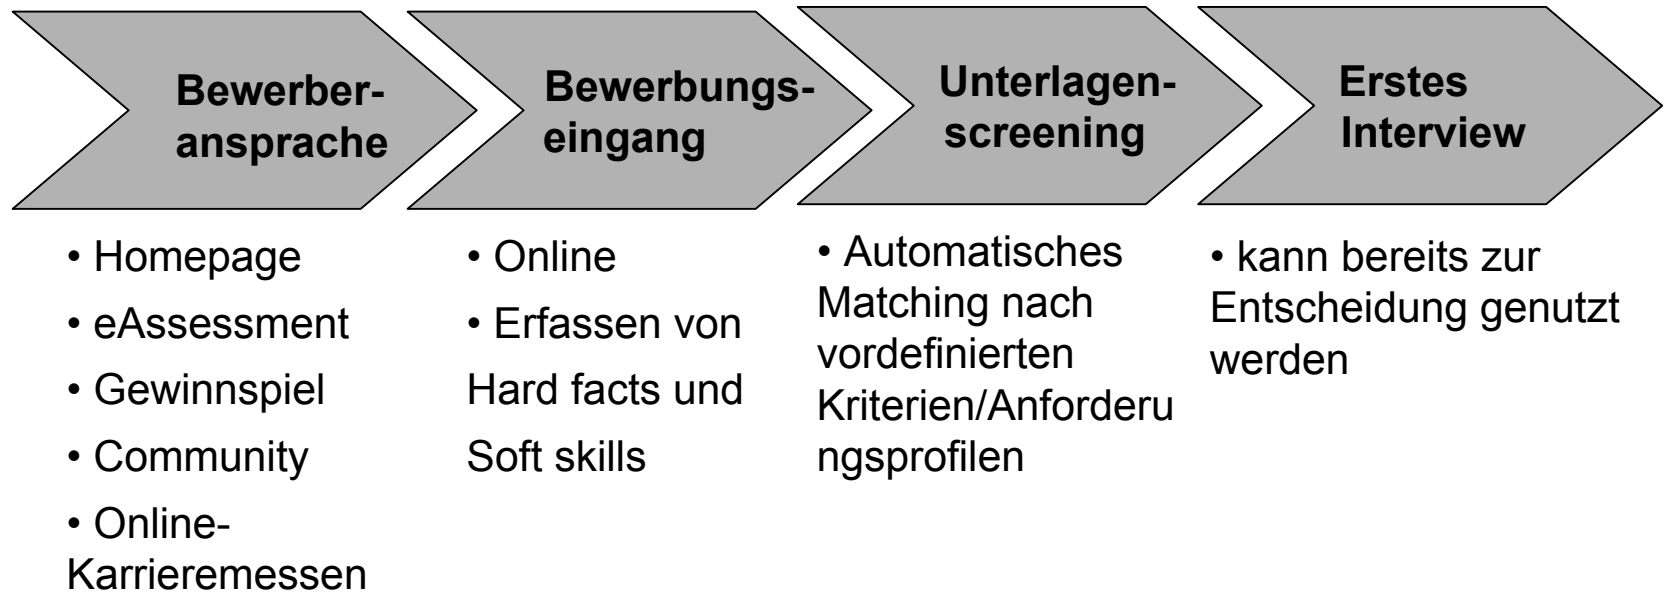 Bewerber-
ansprache
Bewerbungs-
eingang
Unterlagen-
screening
Erstes
Interview
• Homepage
• eAssessment
• Gewinnspiel
• Community
• Online-
Karrieremessen
• Online
• Erfassen von
Hard facts und
Soft skills
• Automatisches
Matching nach
vordefinierten
Kriterien/Anforderu
ngsprofilen
• kann bereits zur
Entscheidung genutzt
werden